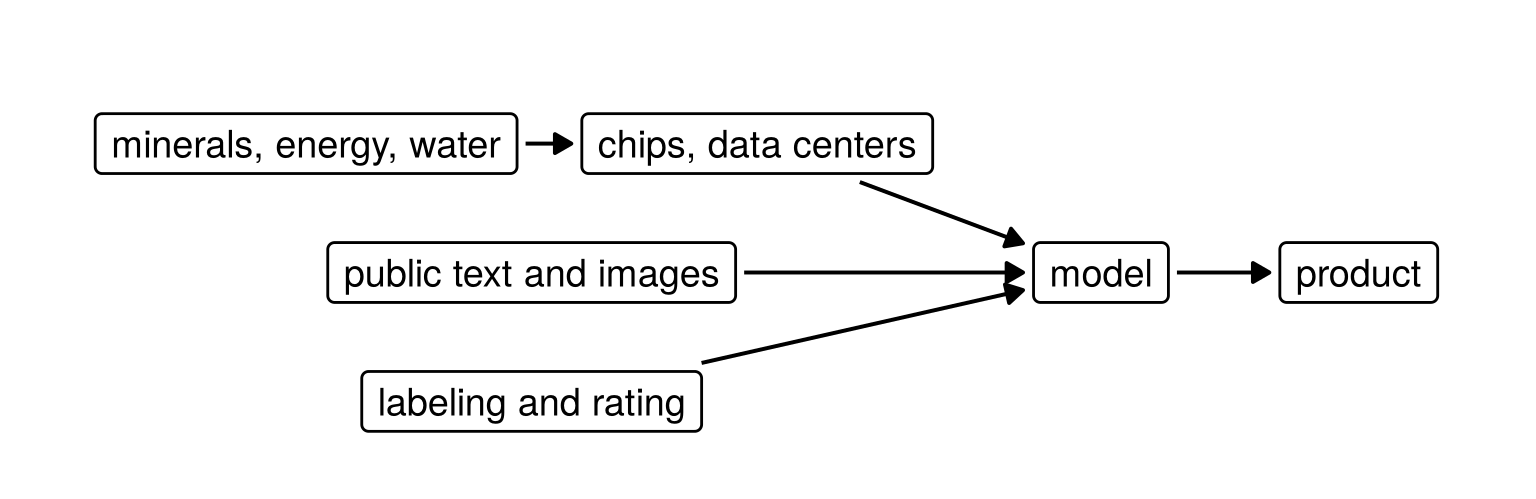 minerals, energy, water
chips, data centers
public text and images
model
product
labeling and rating